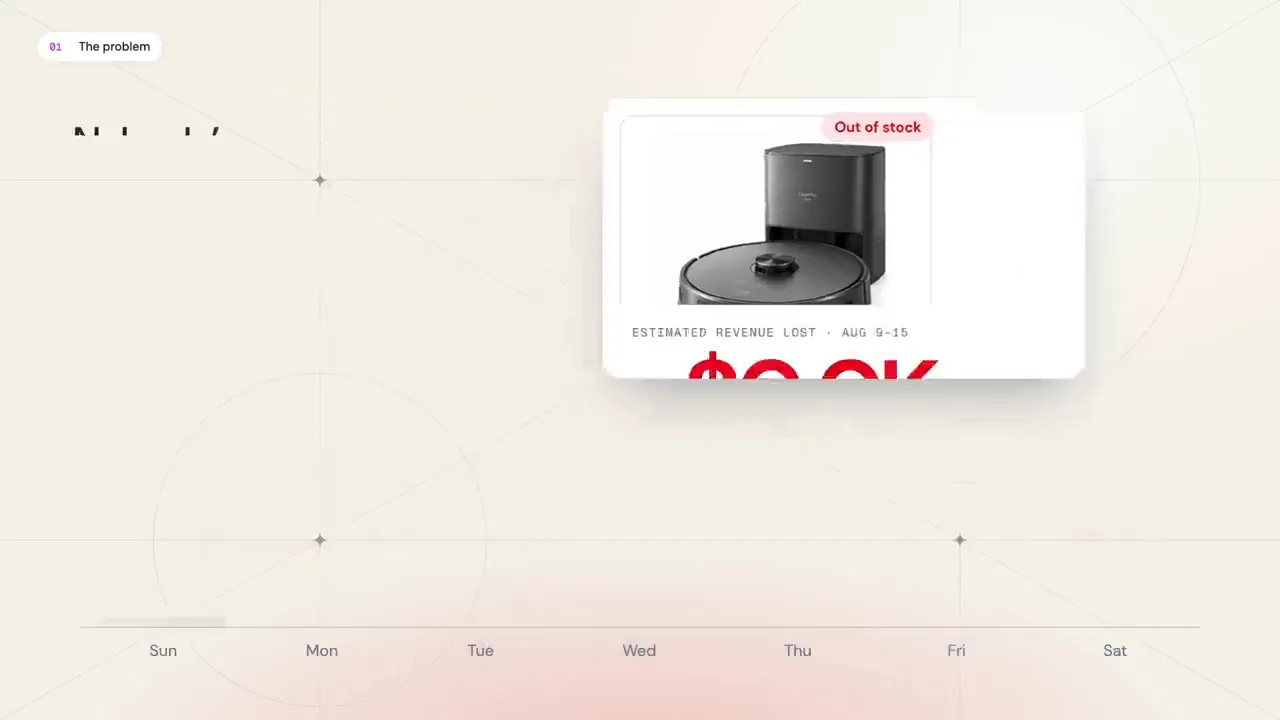 01 The problem
Out of stock
ESTIMATED REVENUE LOST · AUG 9-15
Sun Mon Tue Wed Thu Fri Sat